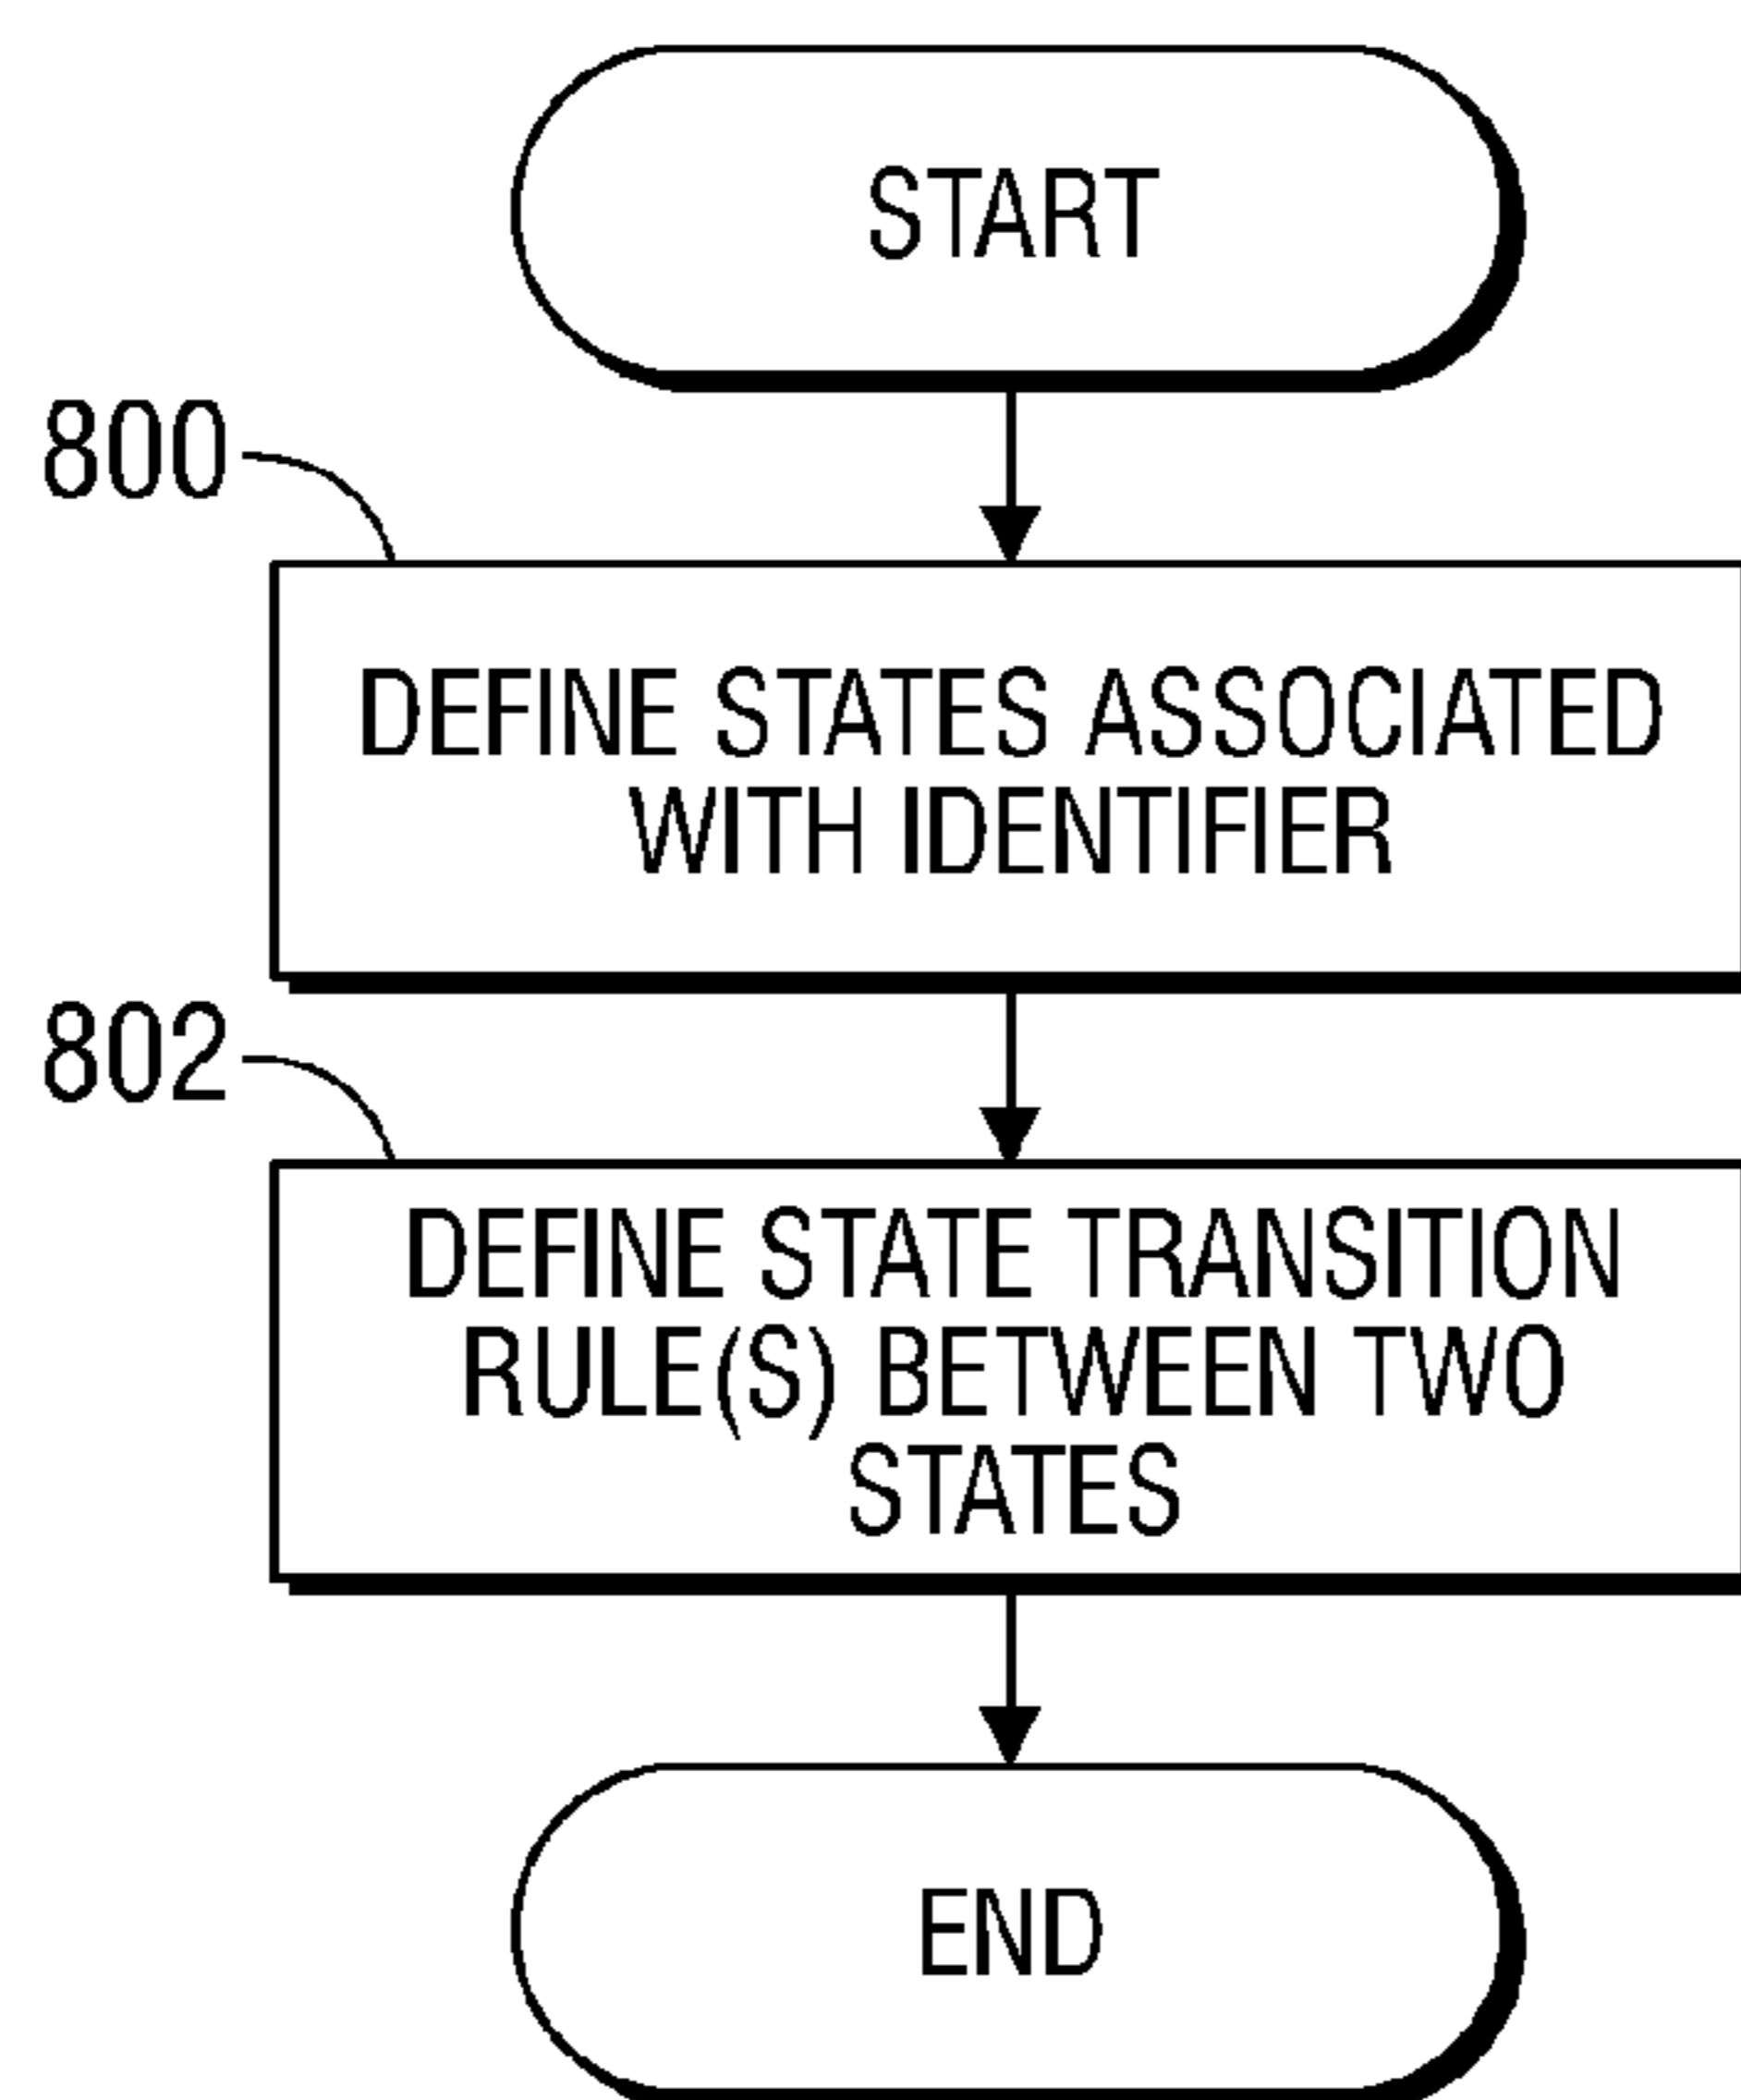 START
800
DEFINE STATES ASSOCIATED
WITH IDENTIFIER
802
DEFINE STATE TRANSITION
RULE(S) BETWEEN TWO
STATES
END